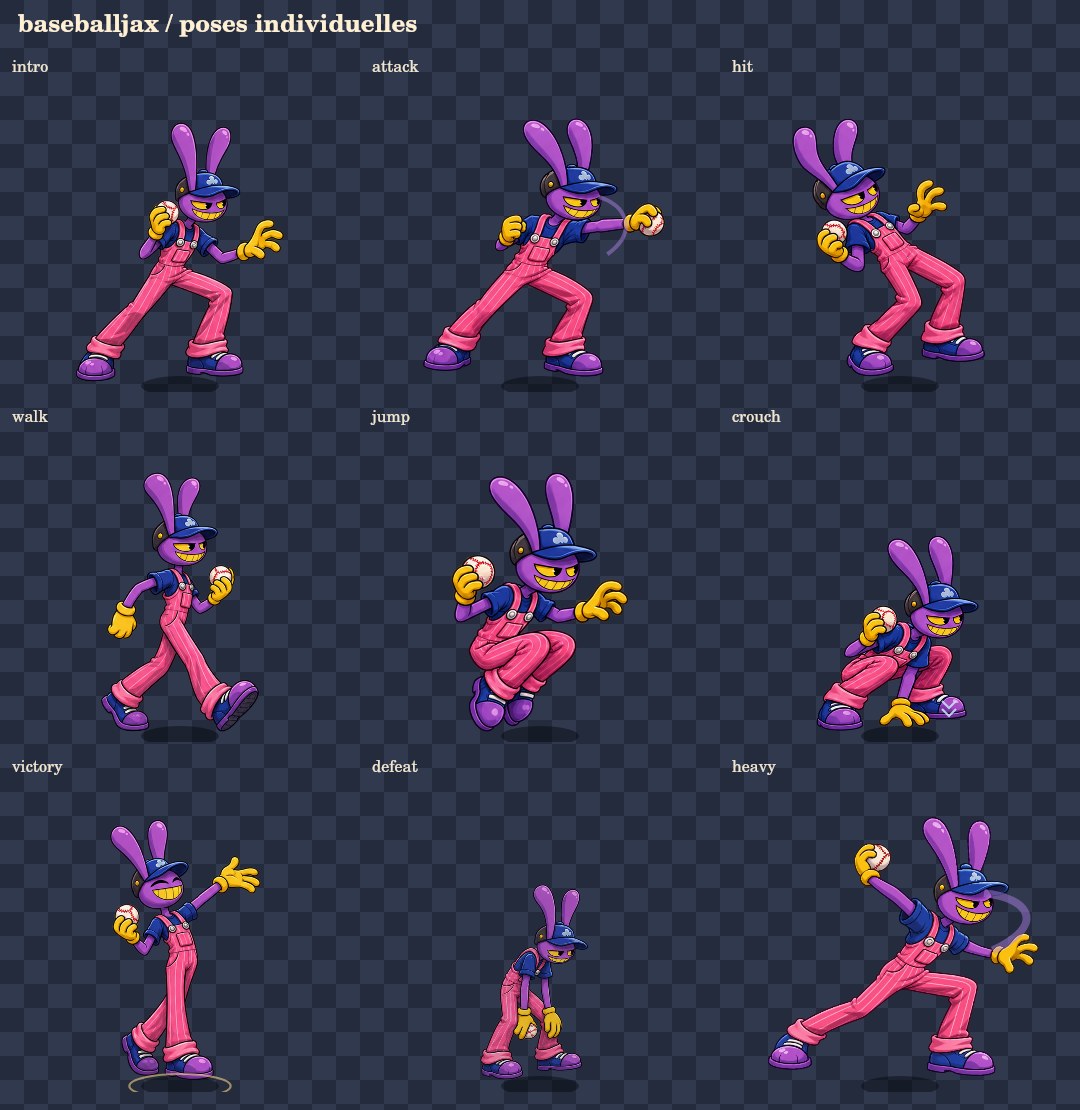 baseballjax / poses individuelles
intro
attack
hit
walk
jump
crouch
victory
defeat
heavy